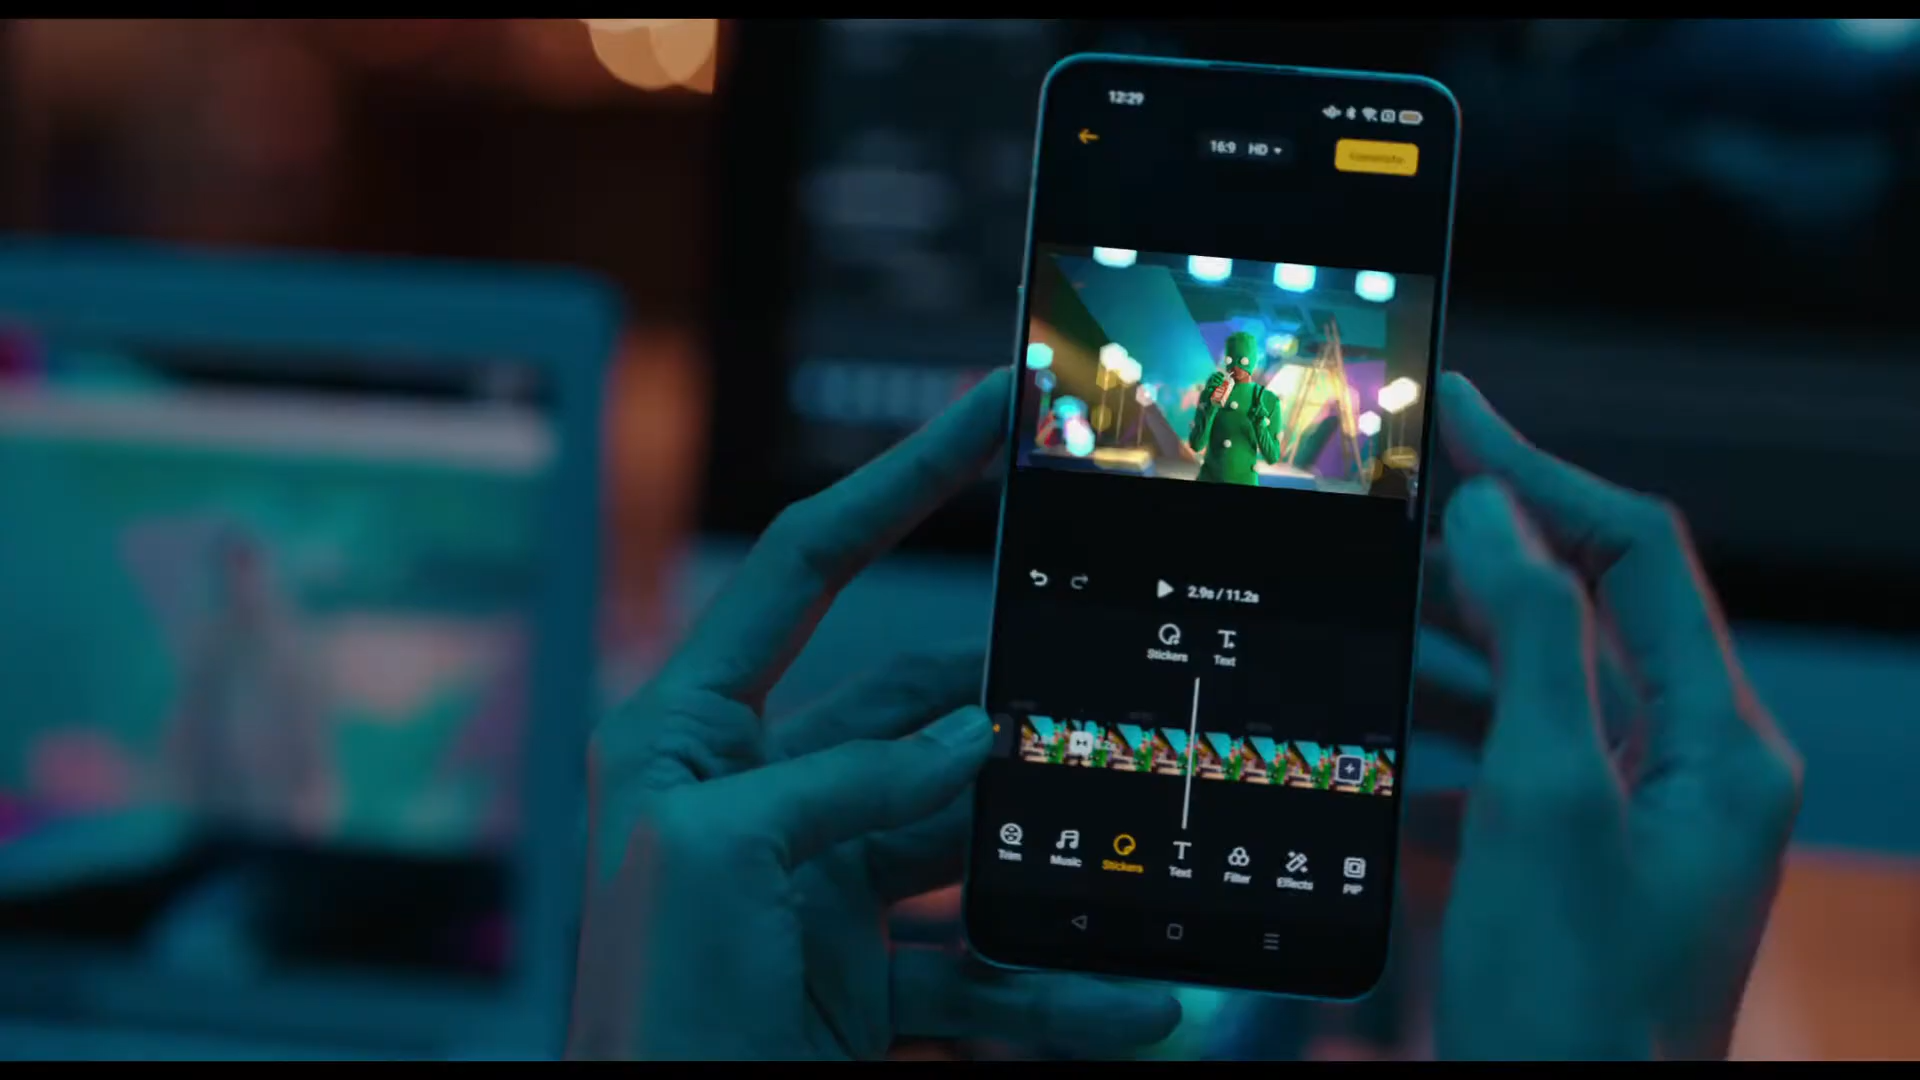 12:29
16:9 HD
2.9s / 11.2s
Stickers Text
Trim Music Stickers Text Filter Effects PIP